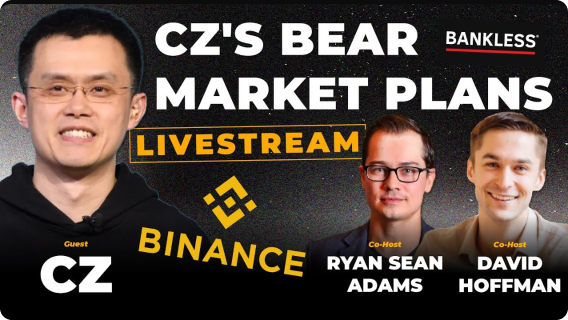 CZ'S BEAR
MARKET PLANS
BANKLESS
LIVESTREAM
BINANCE
Guest
CZ
Co-Host
RYAN SEAN
ADAMS
Co-Host
DAVID
HOFFMAN